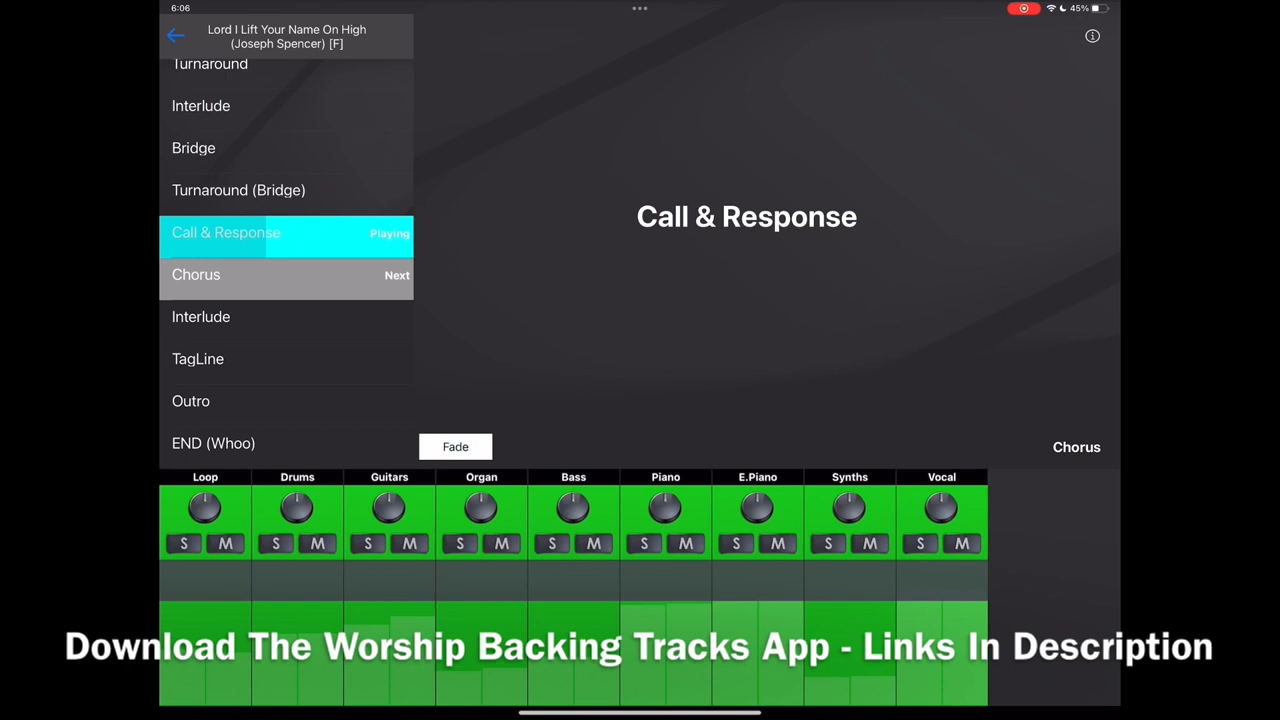 6:06
45%
Lord I Lift Your Name On High
(Joseph Spencer) [F]
Turnaround
Interlude
Bridge
Turnaround (Bridge)
Call & Response Playing
Chorus Next
Interlude
TagLine
Outro
END (Whoo)
Call & Response
Fade
Chorus
Loop Drums Guitars Organ Bass Piano E.Piano Synths Vocal
S M S M S M S M S M S M S M S M S M
Download The Worship Backing Tracks App - Links In Description